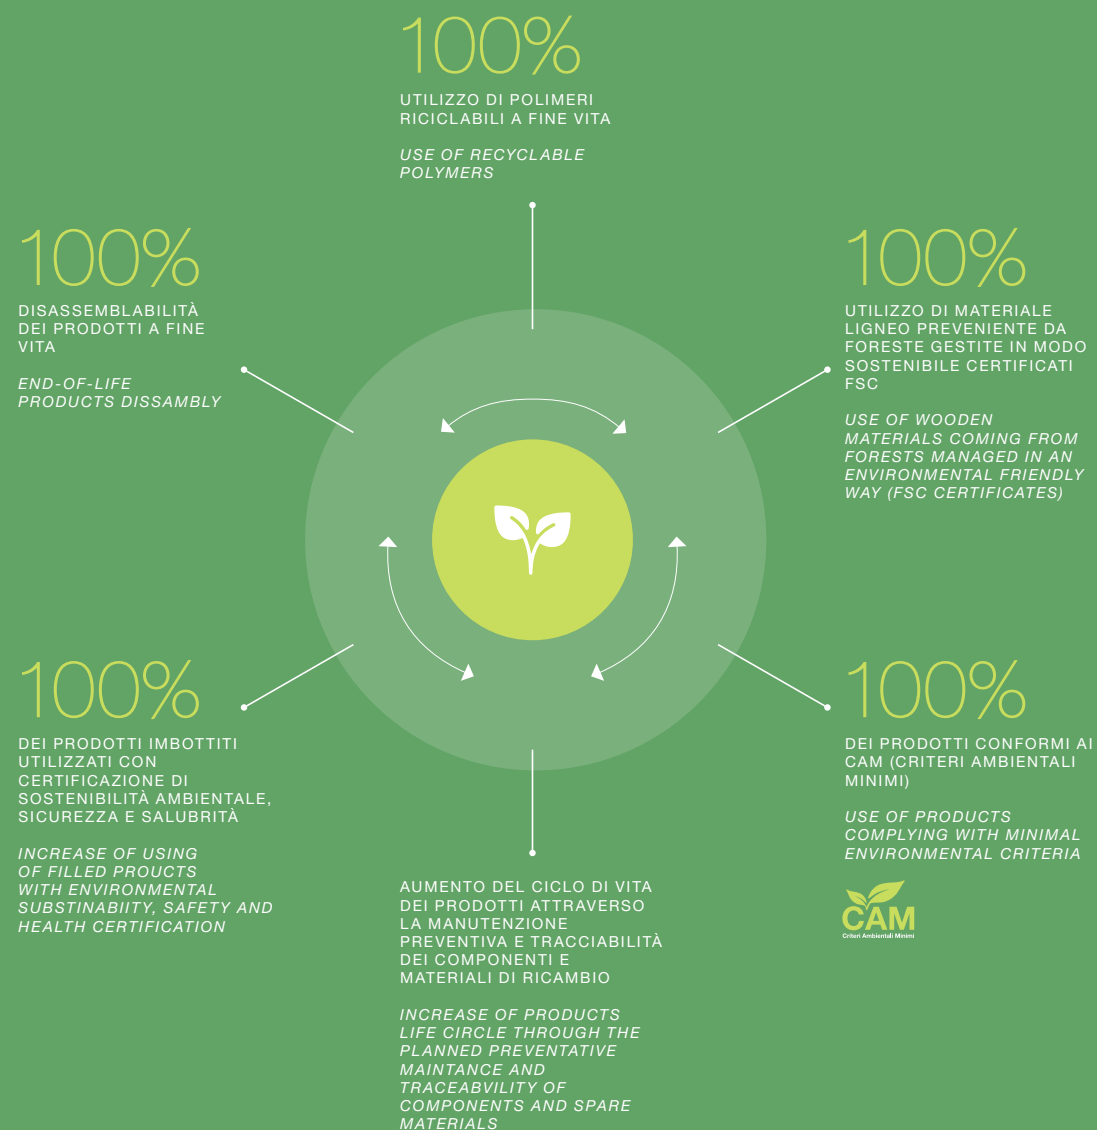 100%
UTILIZZO DI POLIMERI
RICICLABILI A FINE VITA
USE OF RECYCLABLE
POLYMERS
100%
DISASSEMBLABILITÀ
DEI PRODOTTI A FINE
VITA
END-OF-LIFE
PRODUCTS DISSAMBLY
100%
UTILIZZO DI MATERIALE
LIGNEO PREVENIENTE DA
FORESTE GESTITE IN MODO
SOSTENIBILE CERTIFICATI
FSC
USE OF WOODEN
MATERIALS COMING FROM
FORESTS MANAGED IN AN
ENVIRONMENTAL FRIENDLY
WAY (FSC CERTIFICATES)
100%
DEI PRODOTTI IMBOTTITI
UTILIZZATI CON
CERTIFICAZIONE DI
SOSTENIBILITÀ AMBIENTALE,
SICUREZZA E SALUBRITÀ
INCREASE OF USING
OF FILLED PROUCTS
WITH ENVIRONMENTAL
SUBSTINABIITY, SAFETY AND
HEALTH CERTIFICATION
AUMENTO DEL CICLO DI VITA
DEI PRODOTTI ATTRAVERSO
LA MANUTENZIONE
PREVENTIVA E TRACCIABILITÀ
DEI COMPONENTI E
MATERIALI DI RICAMBIO
INCREASE OF PRODUCTS
LIFE CIRCLE THROUGH THE
PLANNED PREVENTATIVE
MAINTANCE AND
TRACEABVILITY OF
COMPONENTS AND SPARE
MATERIALS
100%
DEI PRODOTTI CONFORMI AI
CAM (CRITERI AMBIENTALI
MINIMI)
USE OF PRODUCTS
COMPLYING WITH MINIMAL
ENVIRONMENTAL CRITERIA
CAM
Criteri Ambientali Minimi